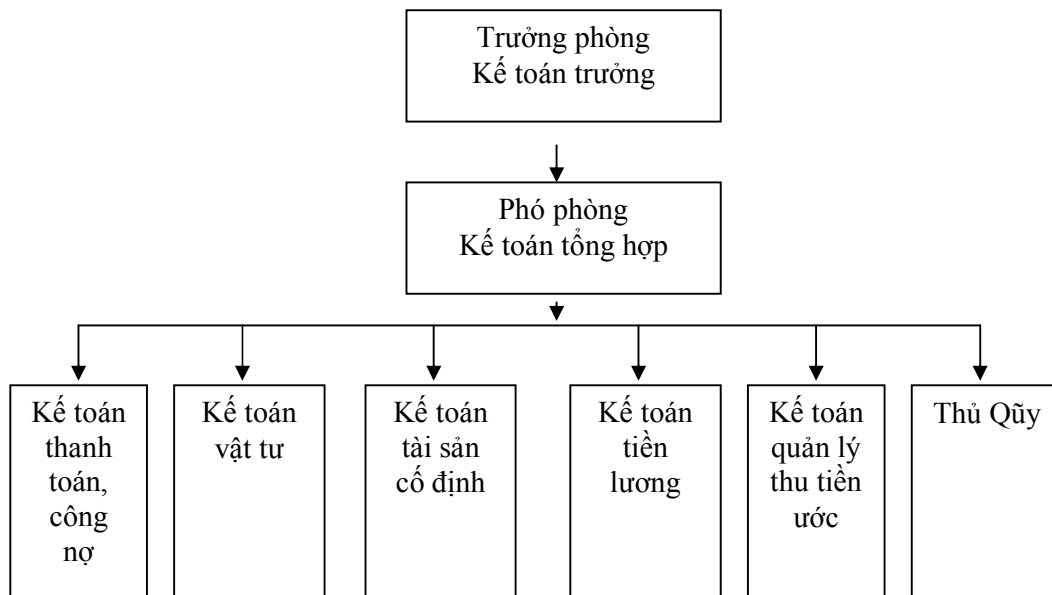 Trưởng phòng
Kế toán trưởng
Phó phòng
Kế toán tổng hợp
Kế toán
thanh
toán,
công
nợ
Kế toán
vật tư
Kế toán
tài sản
cố định
Kế toán
tiền
lương
Kế toán
quản lý
thu tiền
ước
Thủ Qũy